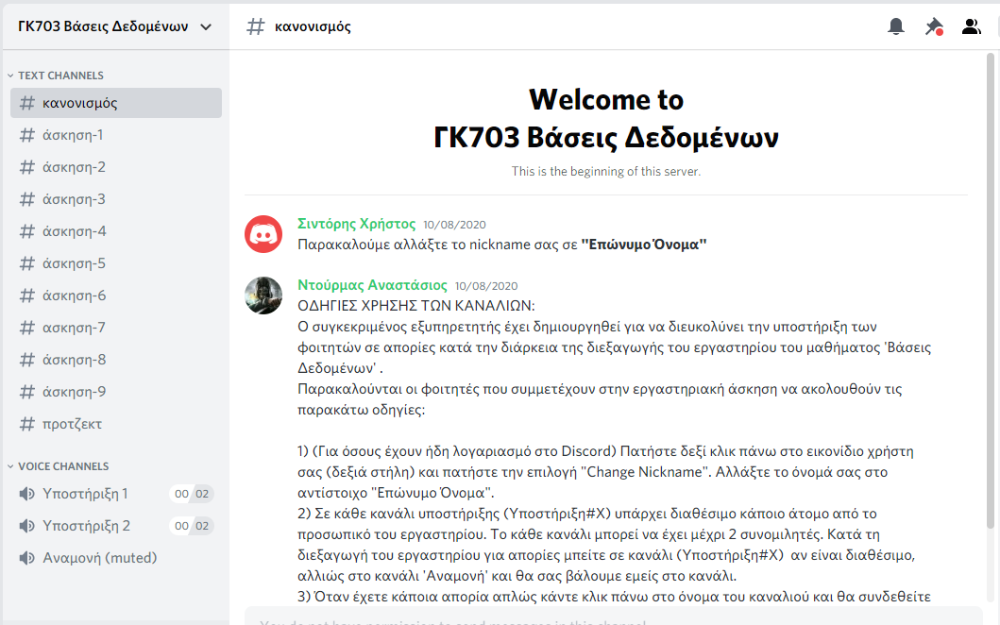 ΓΚ703 Βάσεις Δεδομένων
TEXT CHANNELS
# κανονισμός
# άσκηση-1
# άσκηση-2
# άσκηση-3
# άσκηση-4
# άσκηση-5
# άσκηση-6
# ασκηση-7
# άσκηση-8
# άσκηση-9
# προτζεκτ
VOICE CHANNELS
Υποστήριξη 1 00 02
Υποστήριξη 2 00 02
Αναμονή (muted)
# κανονισμός
Welcome to
ΓΚ703 Βάσεις Δεδομένων
This is the beginning of this server.
Σιντόρης Χρήστος 10/08/2020
Παρακαλούμε αλλάξτε το nickname σας σε "Επώνυμο Όνομα"
Ντούρμας Αναστάσιος 10/08/2020
ΟΔΗΓΙΕΣ ΧΡΗΣΗΣ ΤΩΝ ΚΑΝΑΛΙΩΝ:
Ο συγκεκριμένος εξυπηρετητής έχει δημιουργηθεί για να διευκολύνει την υποστήριξη των
φοιτητών σε απορίες κατά την διάρκεια της διεξαγωγής του εργαστηρίου του μαθήματος 'Βάσεις
Δεδομένων' .
Παρακαλούνται οι φοιτητές που συμμετέχουν στην εργαστηριακή άσκηση να ακολουθούν τις
παρακάτω οδηγίες:
1) (Για όσους έχουν ήδη λογαριασμό στο Discord) Πατήστε δεξί κλικ πάνω στο εικονίδιο χρήστη
σας (δεξιά στήλη) και πατήστε την επιλογή "Change Nickname". Αλλάξτε το όνομά σας στο
αντίστοιχο "Επώνυμο Όνομα".
2) Σε κάθε κανάλι υποστήριξης (Υποστήριξη#Χ) υπάρχει διαθέσιμο κάποιο άτομο από το
προσωπικό του εργαστηρίου. Το κάθε κανάλι μπορεί να έχει μέχρι 2 συνομιλητές. Κατά τη
διεξαγωγή του εργαστηρίου για απορίες μπείτε σε κανάλι (Υποστήριξη#Χ) αν είναι διαθέσιμο,
αλλιώς στο κανάλι 'Αναμονή' και θα σας βάλουμε εμείς στο κανάλι.
3) Όταν έχετε κάποια απορία απλώς κάντε κλικ πάνω στο όνομα του καναλιού και θα συνδεθείτε
You do not have permission to send messages in this channel.